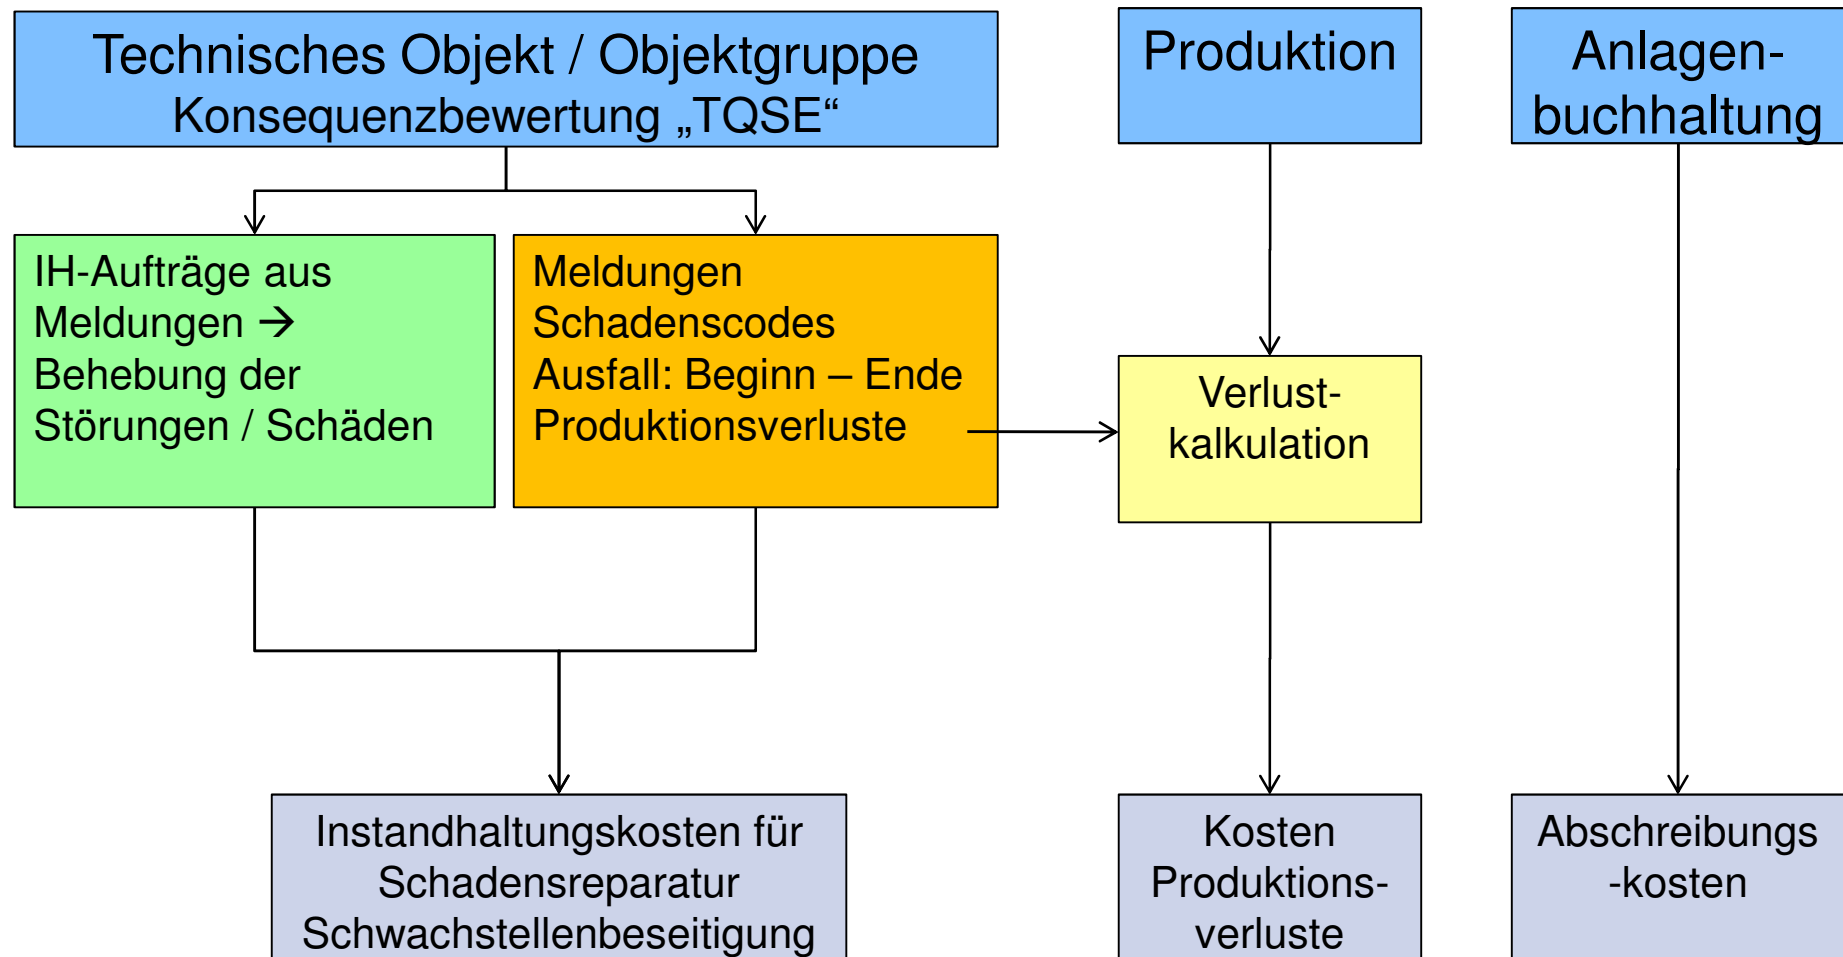 Technisches Objekt / Objektgruppe
Konsequenzbewertung „TQSE“
Produktion
Anlagen-
buchhaltung
IH-Aufträge aus
Meldungen →
Behebung der
Störungen / Schäden
Meldungen
Schadenscodes
Ausfall: Beginn – Ende
Produktionsverluste
Verlust-
kalkulation
Instandhaltungskosten für
Schadensreparatur
Schwachstellenbeseitigung
Kosten
Produktions-
verluste
Abschreibungs
-kosten